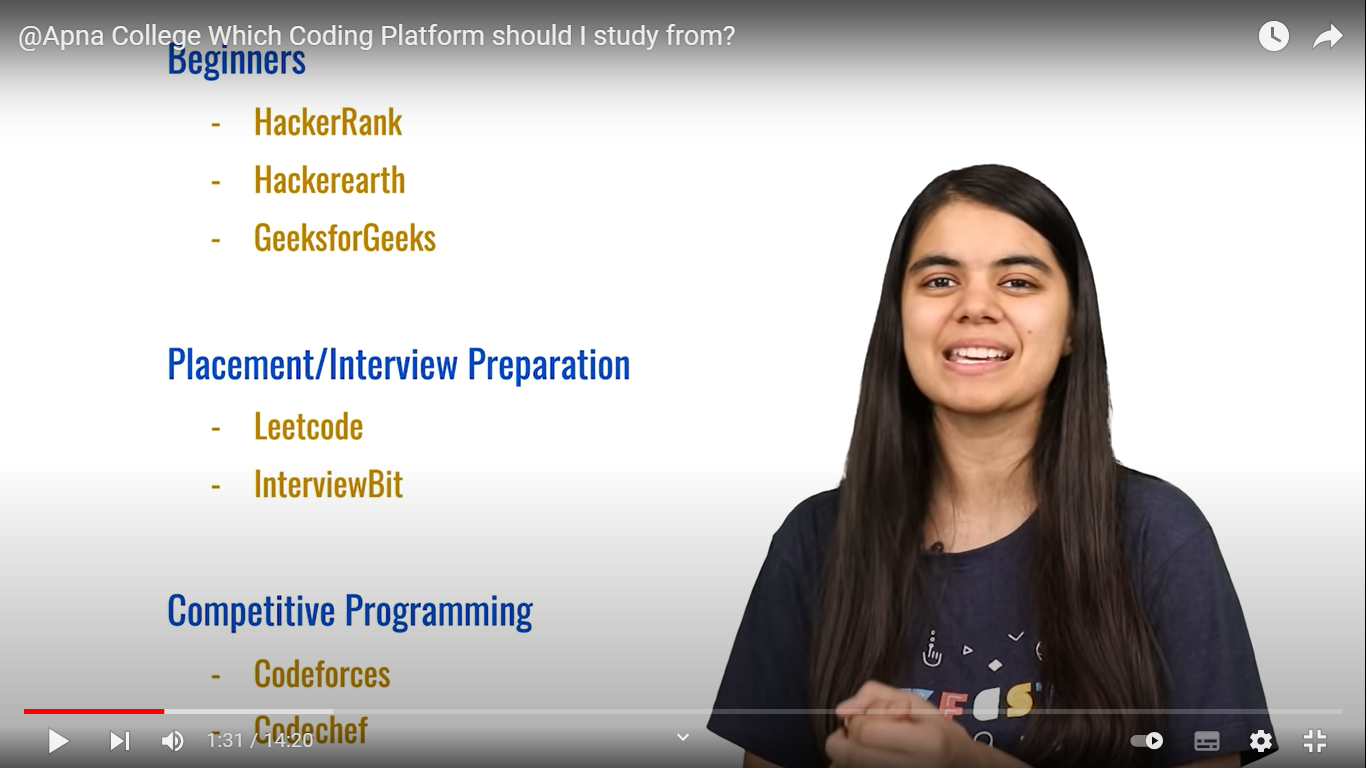 @Apna College Which Coding Platform should I study from?
Beginners
- HackerRank
- Hackerearth
- GeeksforGeeks
Placement/Interview Preparation
- Leetcode
- InterviewBit
Competitive Programming
- Codeforces
- Codechef
1:31 / 14:20